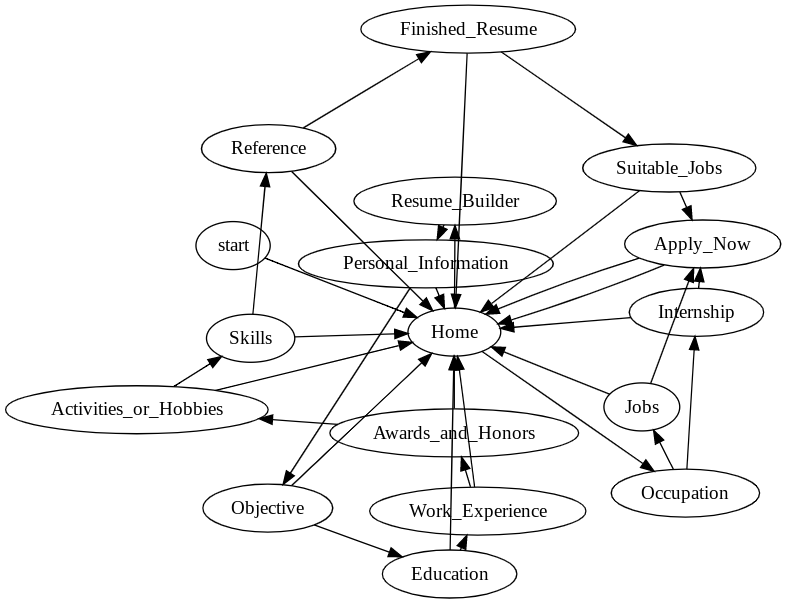 Finished_Resume
Reference
Suitable_Jobs
Resume_Builder
start
Apply_Now
Personal_Information
Internship
Home
Skills
Activities_or_Hobbies
Jobs
Awards_and_Honors
Occupation
Objective
Work_Experience
Education